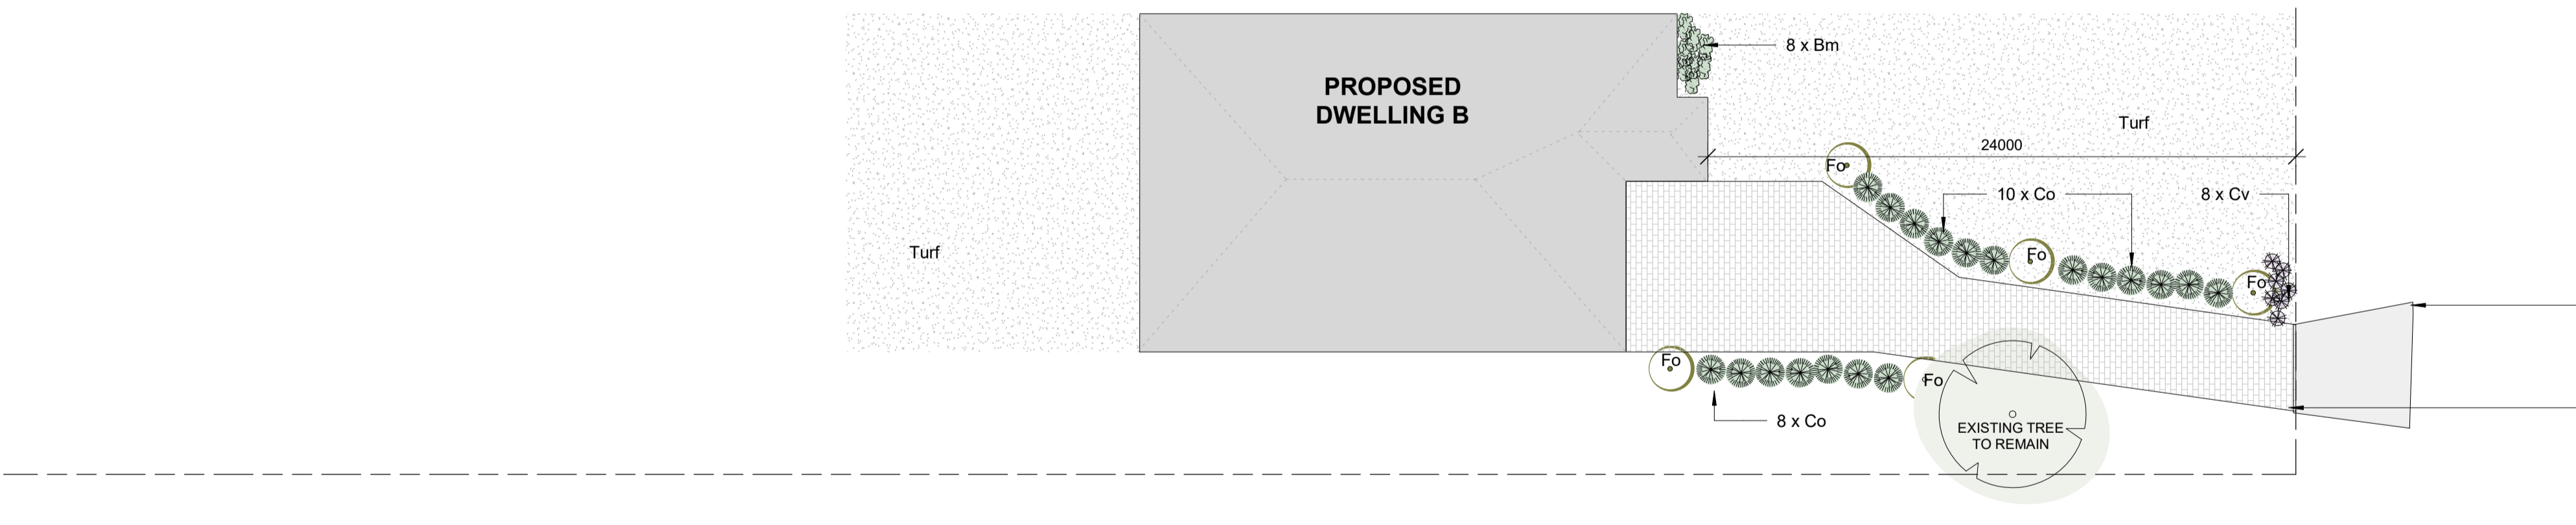 8 x Bm
PROPOSED
DWELLING B
Turf
24000
Fo
10 x Co
8 x Cv
Turf
Fo
Fo
Fo
Fo
8 x Co
EXISTING TREE
TO REMAIN